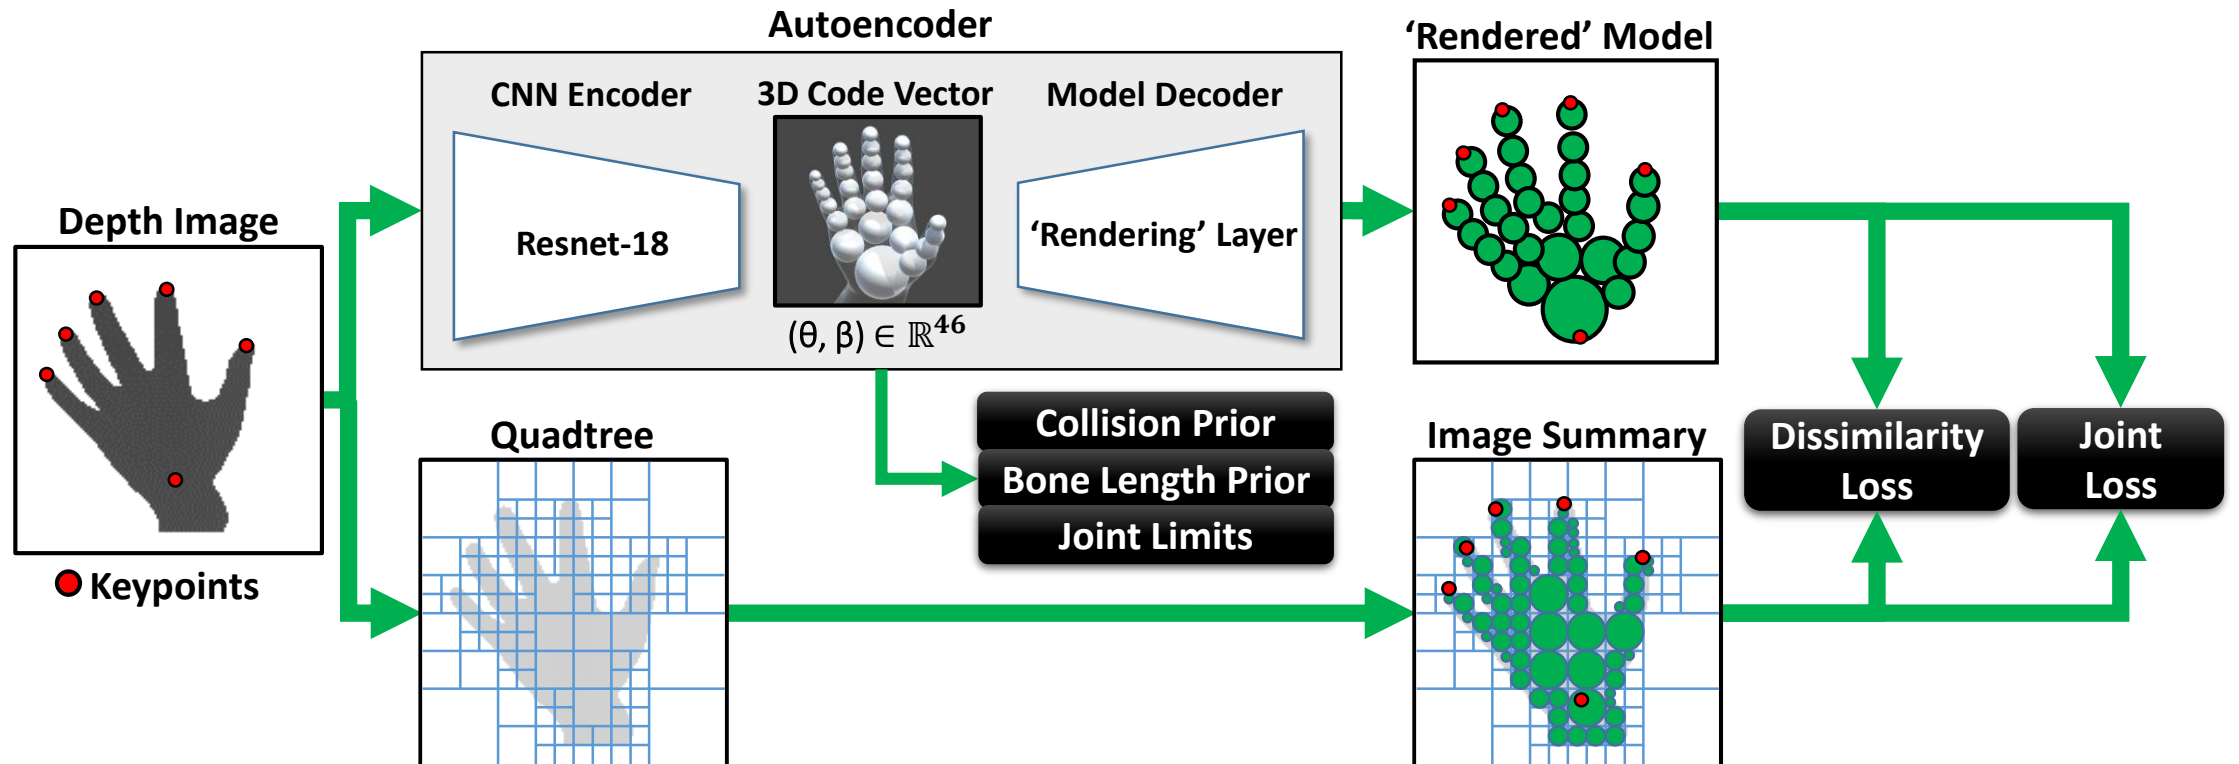 Autoencoder
‘Rendered’ Model
CNN Encoder
3D Code Vector
Model Decoder
Resnet-18
‘Rendering’ Layer
(θ, β) ∈ ℝ⁴⁶
Depth Image
Keypoints
Quadtree
Collision Prior
Bone Length Prior
Joint Limits
Image Summary
Dissimilarity
Loss
Joint
Loss